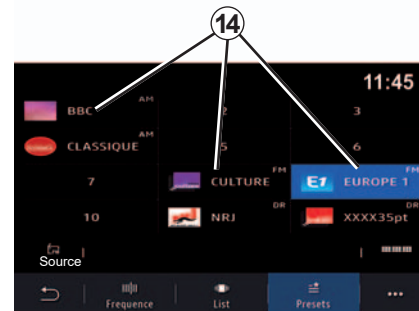 14
11:45
BBC AM 2 3
CLASSIQUE AM 5 6
7 CULTURE FM E1 EUROPE 1 FM
10 NRJ DR XXXX35pt DR
Source
Frequence List Presets